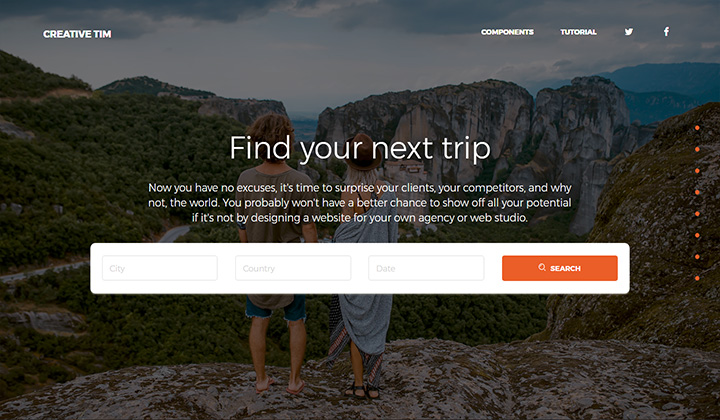 CREATIVE TIM
COMPONENTS
TUTORIAL
Find your next trip
Now you have no excuses, it's time to surprise your clients, your competitors, and why
not, the world. You probably won't have a better chance to show off all your potential
if it's not by designing a website for your own agency or web studio.
City
Country
Date
SEARCH